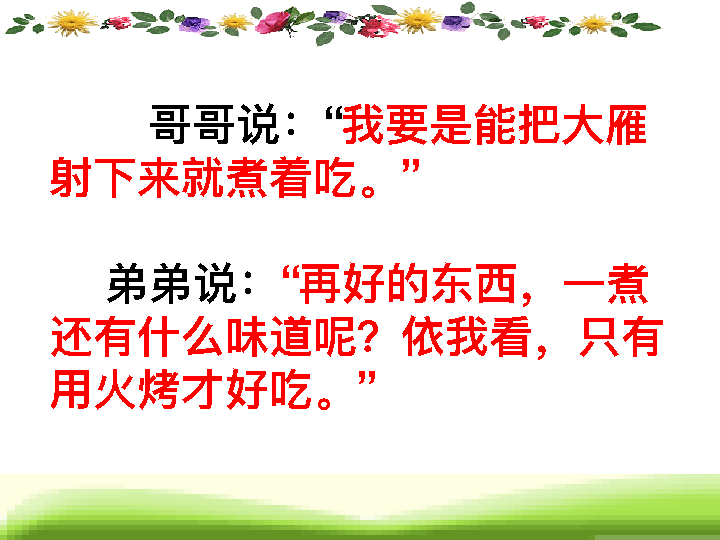 哥哥说：“我要是能把大雁
射下来就煮着吃。”
弟弟说：“再好的东西，一煮
还有什么味道呢？依我看，只有
用火烤才好吃。”